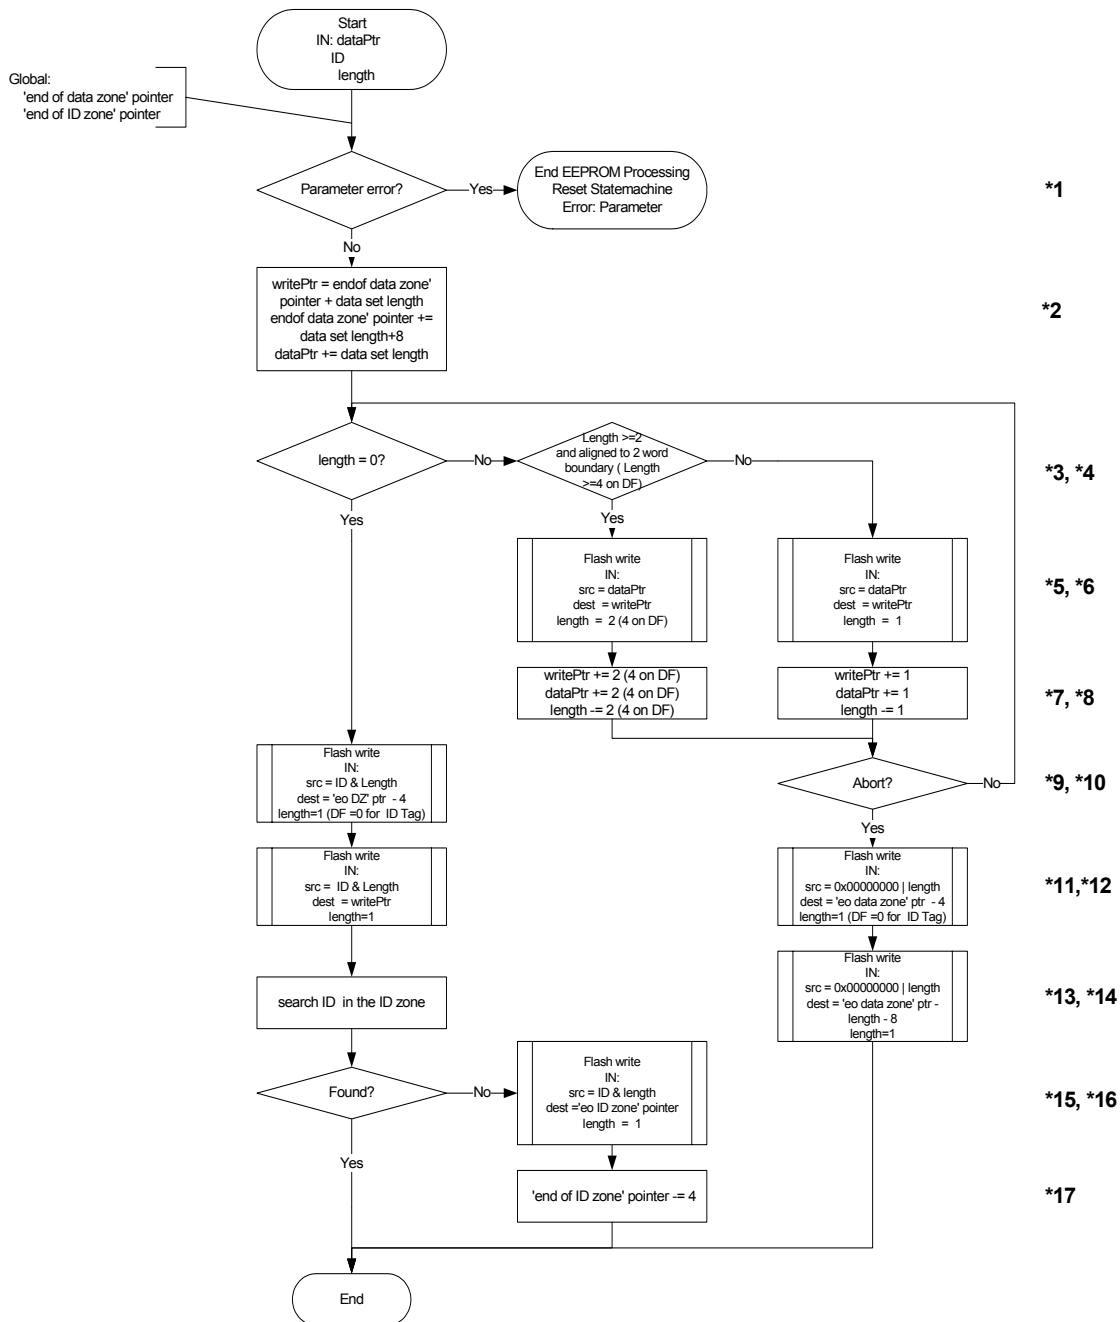 Start
IN: dataPtr
ID
length
Global:
'end of data zone' pointer
'end of ID zone' pointer
Parameter error?
Yes
End EEPROM Processing
Reset Statemachine
Error: Parameter
*1
No
writePtr = endof data zone'
pointer + data set length
endof data zone' pointer +=
data set length+8
dataPtr += data set length
*2
length = 0?
No
Length >=2
and aligned to 2 word
boundary ( Length
>=4 on DF)
No
*3, *4
Yes
Yes
Flash write
IN:
src = dataPtr
dest = writePtr
length = 2 (4 on DF)
Flash write
IN:
src = dataPtr
dest = writePtr
length = 1
*5, *6
writePtr += 2 (4 on DF)
dataPtr += 2 (4 on DF)
length -= 2 (4 on DF)
writePtr += 1
dataPtr += 1
length -= 1
*7, *8
Flash write
IN:
src = ID & Length
dest = 'eo DZ' ptr - 4
length=1 (DF =0 for ID Tag)
Abort?
No
*9, *10
Yes
Flash write
IN:
src = ID & Length
dest = writePtr
length=1
Flash write
IN:
src = 0x00000000 | length
dest = 'eo data zone' ptr - 4
length=1 (DF =0 for ID Tag)
*11,*12
search ID in the ID zone
Flash write
IN:
src = 0x00000000 | length
dest = 'eo data zone' ptr -
length - 8
length=1
*13, *14
Found?
No
Flash write
IN:
src = ID & length
dest ='eo ID zone' pointer
length = 1
*15, *16
Yes
'end of ID zone' pointer -= 4
*17
End